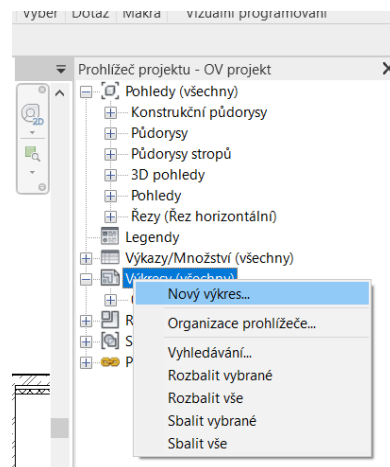 Výběr Dotaz Makra Vizuální programování
Prohlížeč projektu - OV projekt
2D
Pohledy (všechny)
Konstrukční půdorysy
Půdorysy
Půdorysy stropů
3D pohledy
Pohledy
Řezy (Řez horizontální)
Legendy
Výkazy/Množství (všechny)
Výkresy (všechny)
Nový výkres...
R
Organizace prohlížeče...
S
P
Vyhledávání...
Rozbalit vybrané
Rozbalit vše
Sbalit vybrané
Sbalit vše